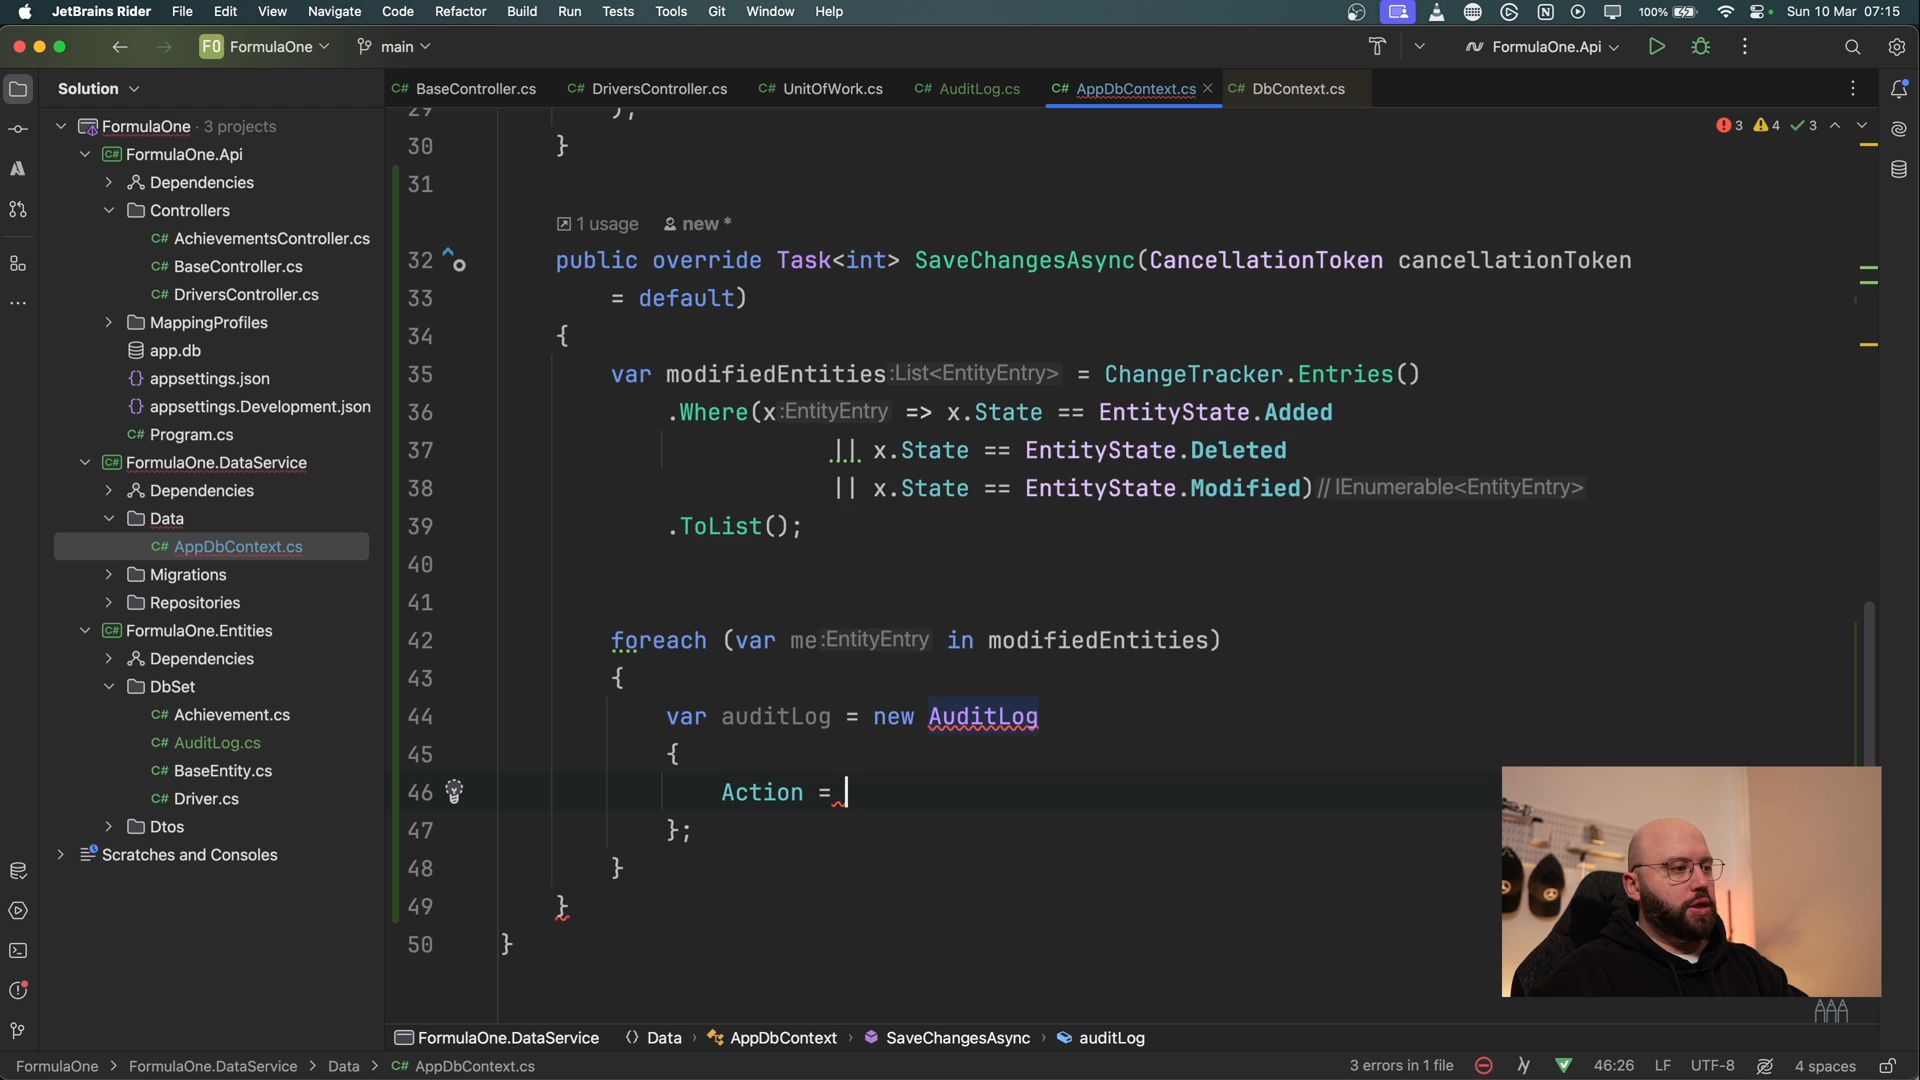 JetBrains Rider File Edit View Navigate Code Refactor Build Run Tests Tools Git Window Help 100% Sun 10 Mar 07:15
FO FormulaOne main FormulaOne.Api
Solution
FormulaOne · 3 projects
FormulaOne.Api
Dependencies
Controllers
C# AchievementsController.cs
C# BaseController.cs
C# DriversController.cs
MappingProfiles
app.db
{} appsettings.json
{} appsettings.Development.json
C# Program.cs
FormulaOne.DataService
Dependencies
Data
C# AppDbContext.cs
Migrations
Repositories
FormulaOne.Entities
Dependencies
DbSet
C# Achievement.cs
C# AuditLog.cs
C# BaseEntity.cs
C# Driver.cs
Dtos
Scratches and Consoles
C# BaseController.cs C# DriversController.cs C# UnitOfWork.cs C# AuditLog.cs C# AppDbContext.cs C# DbContext.cs
3 4 3
29 );
30 }
31
1 usage new *
32 public override Task<int> SaveChangesAsync(CancellationToken cancellationToken
33 = default)
34 {
35 var modifiedEntities :List<EntityEntry> = ChangeTracker.Entries()
36 .Where(x :EntityEntry => x.State == EntityState.Added
37 || x.State == EntityState.Deleted
38 || x.State == EntityState.Modified) // IEnumerable<EntityEntry>
39 .ToList();
40
41
42 foreach (var me :EntityEntry in modifiedEntities)
43 {
44 var auditLog = new AuditLog
45 {
46 Action =
47 };
48 }
49 }
50 }
FormulaOne.DataService Data AppDbContext SaveChangesAsync auditLog
FormulaOne FormulaOne.DataService Data C# AppDbContext.cs 3 errors in 1 file 46:26 LF UTF-8 4 spaces